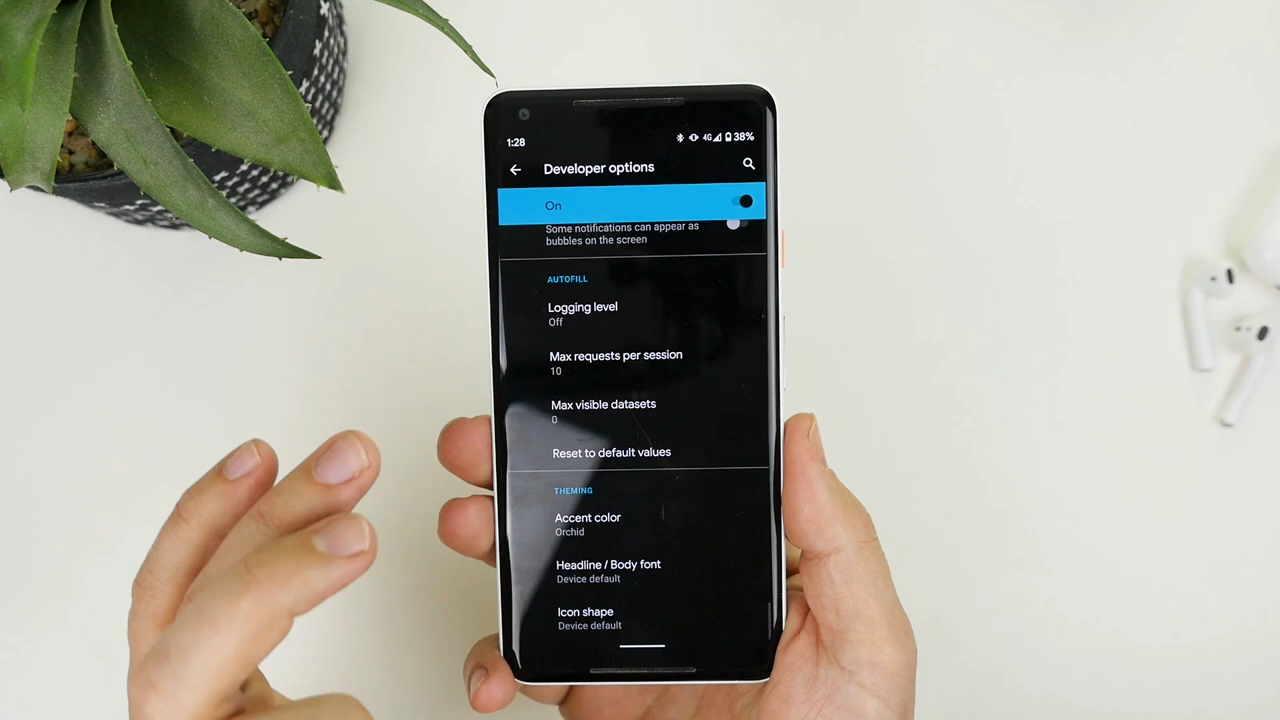 1:28
4G
38%
Developer options
On
Some notifications can appear as
bubbles on the screen
AUTOFILL
Logging level
Off
Max requests per session
10
Max visible datasets
0
Reset to default values
THEMING
Accent color
Orchid
Headline / Body font
Device default
Icon shape
Device default